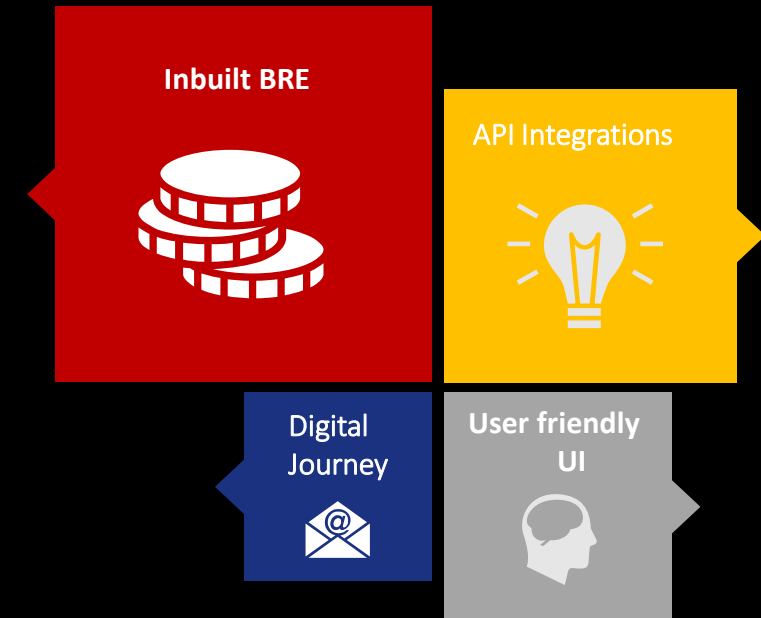 Inbuilt BRE
API Integrations
Digital
Journey
@
User friendly
UI